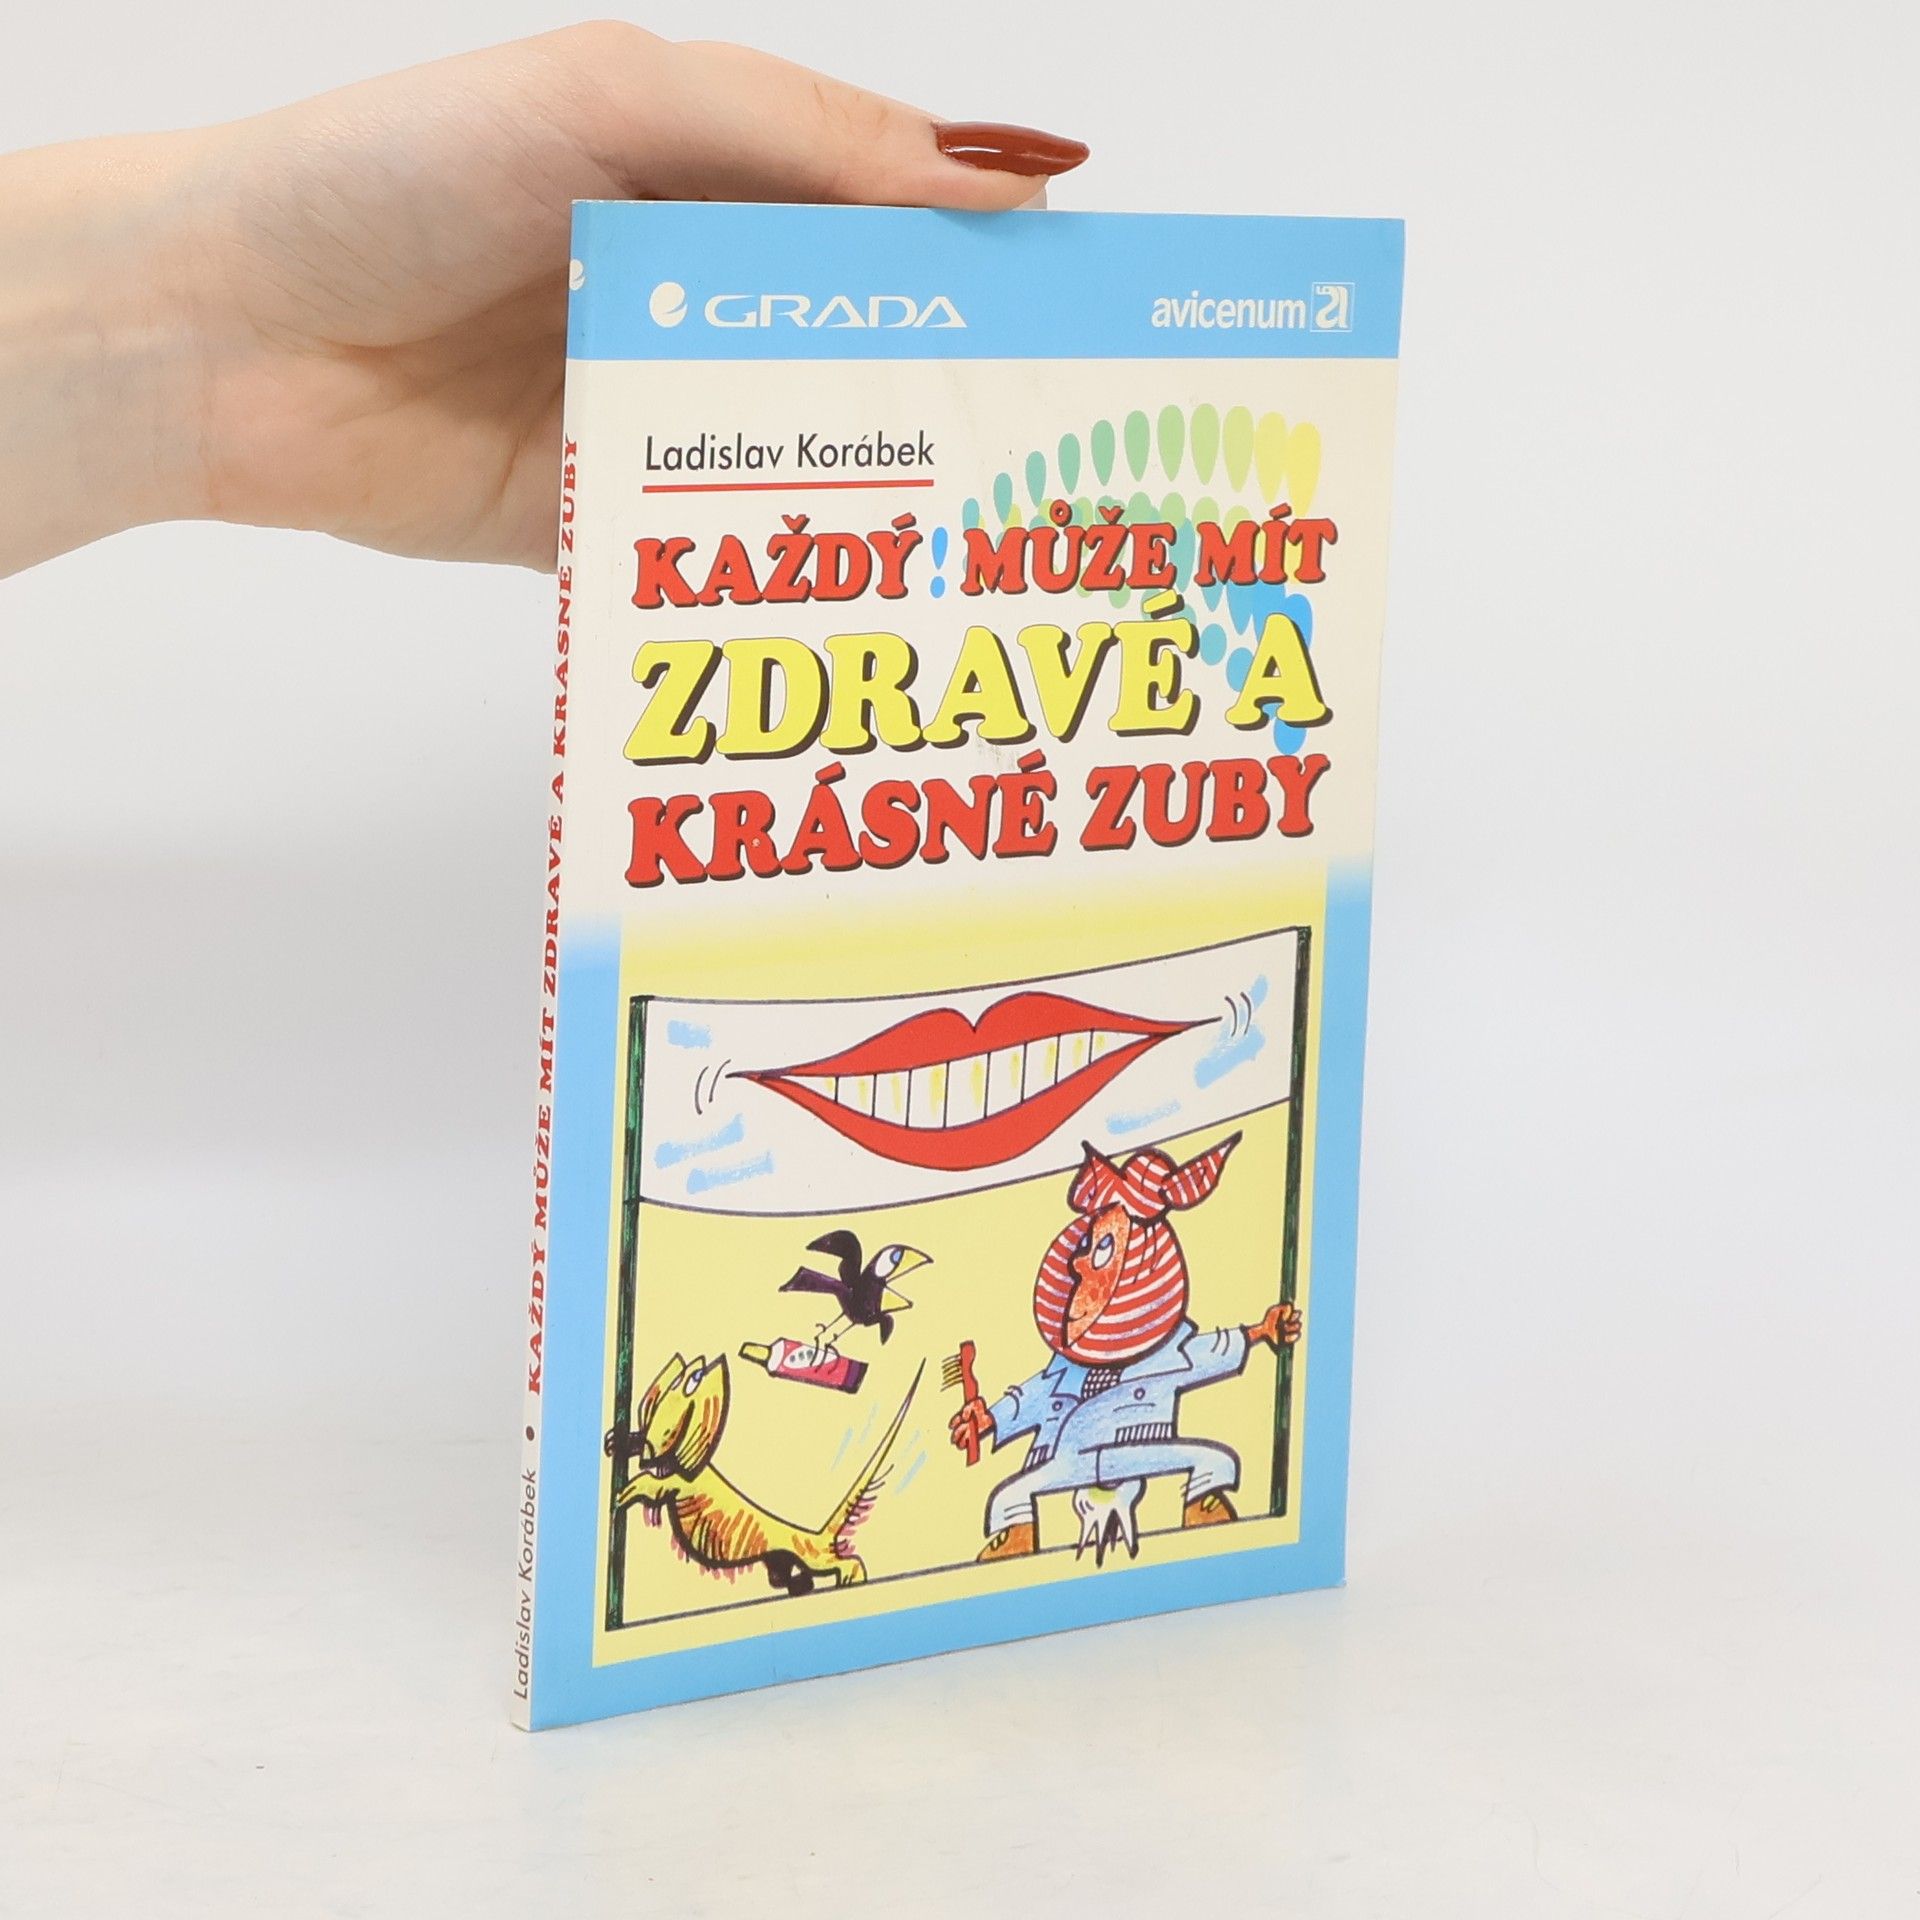 GRADA
avicenum
Ladislav Korábek
KAŽDÝ! MŮŽE MÍT
ZDRAVÉ A
KRÁSNÉ ZUBY
Ladislav Korábek • KAŽDÝ MŮŽE MÍT ZDRAVÉ A KRÁSNÉ ZUBY